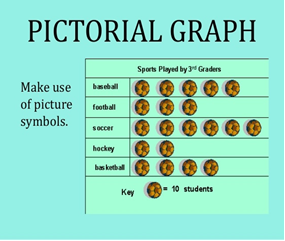 PICTORIAL GRAPH
Make use
of picture
symbols.
Sports Played by 3rd Graders
baseball
football
soccer
hockey
basketball
Key = 10 students